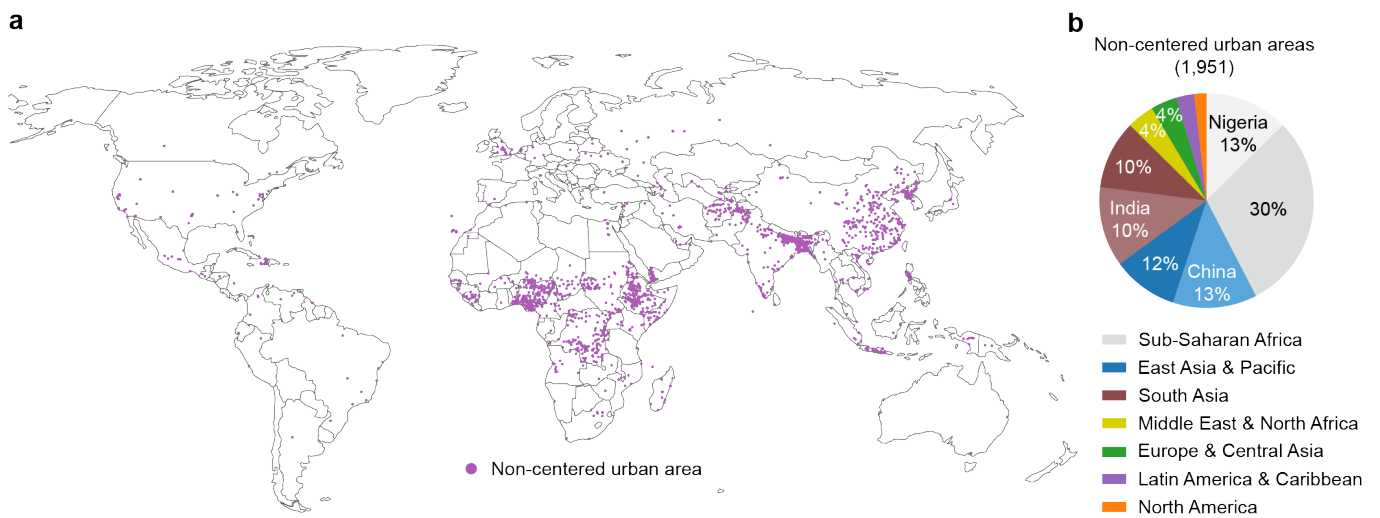 a
Non-centered urban area
b
Non-centered urban areas
(1,951)
Nigeria
13%
30%
China
13%
12%
India
10%
10%
4%
4%
Sub-Saharan Africa
East Asia & Pacific
South Asia
Middle East & North Africa
Europe & Central Asia
Latin America & Caribbean
North America